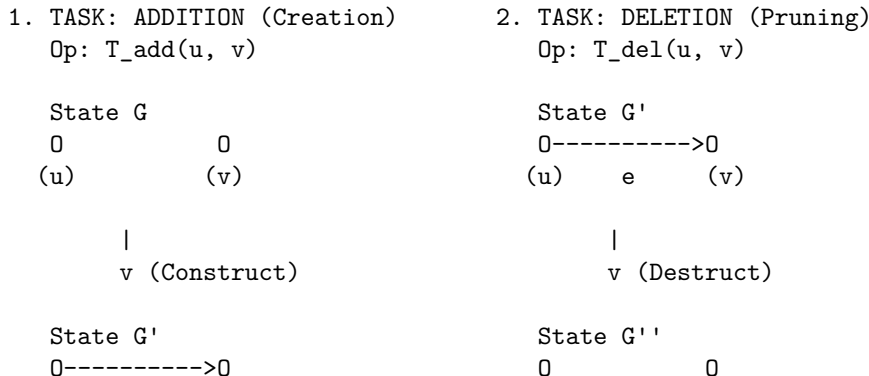 1. TASK: ADDITION (Creation)        2. TASK: DELETION (Pruning)
   Op: T_add(u, v)                     Op: T_del(u, v)
   State G                             State G'
   O          O                        O---------->O
  (u)        (v)                      (u)    e    (v)
        |                                   |
        v (Construct)                       v (Destruct)
   State G'                            State G''
   O---------->O                       O          O